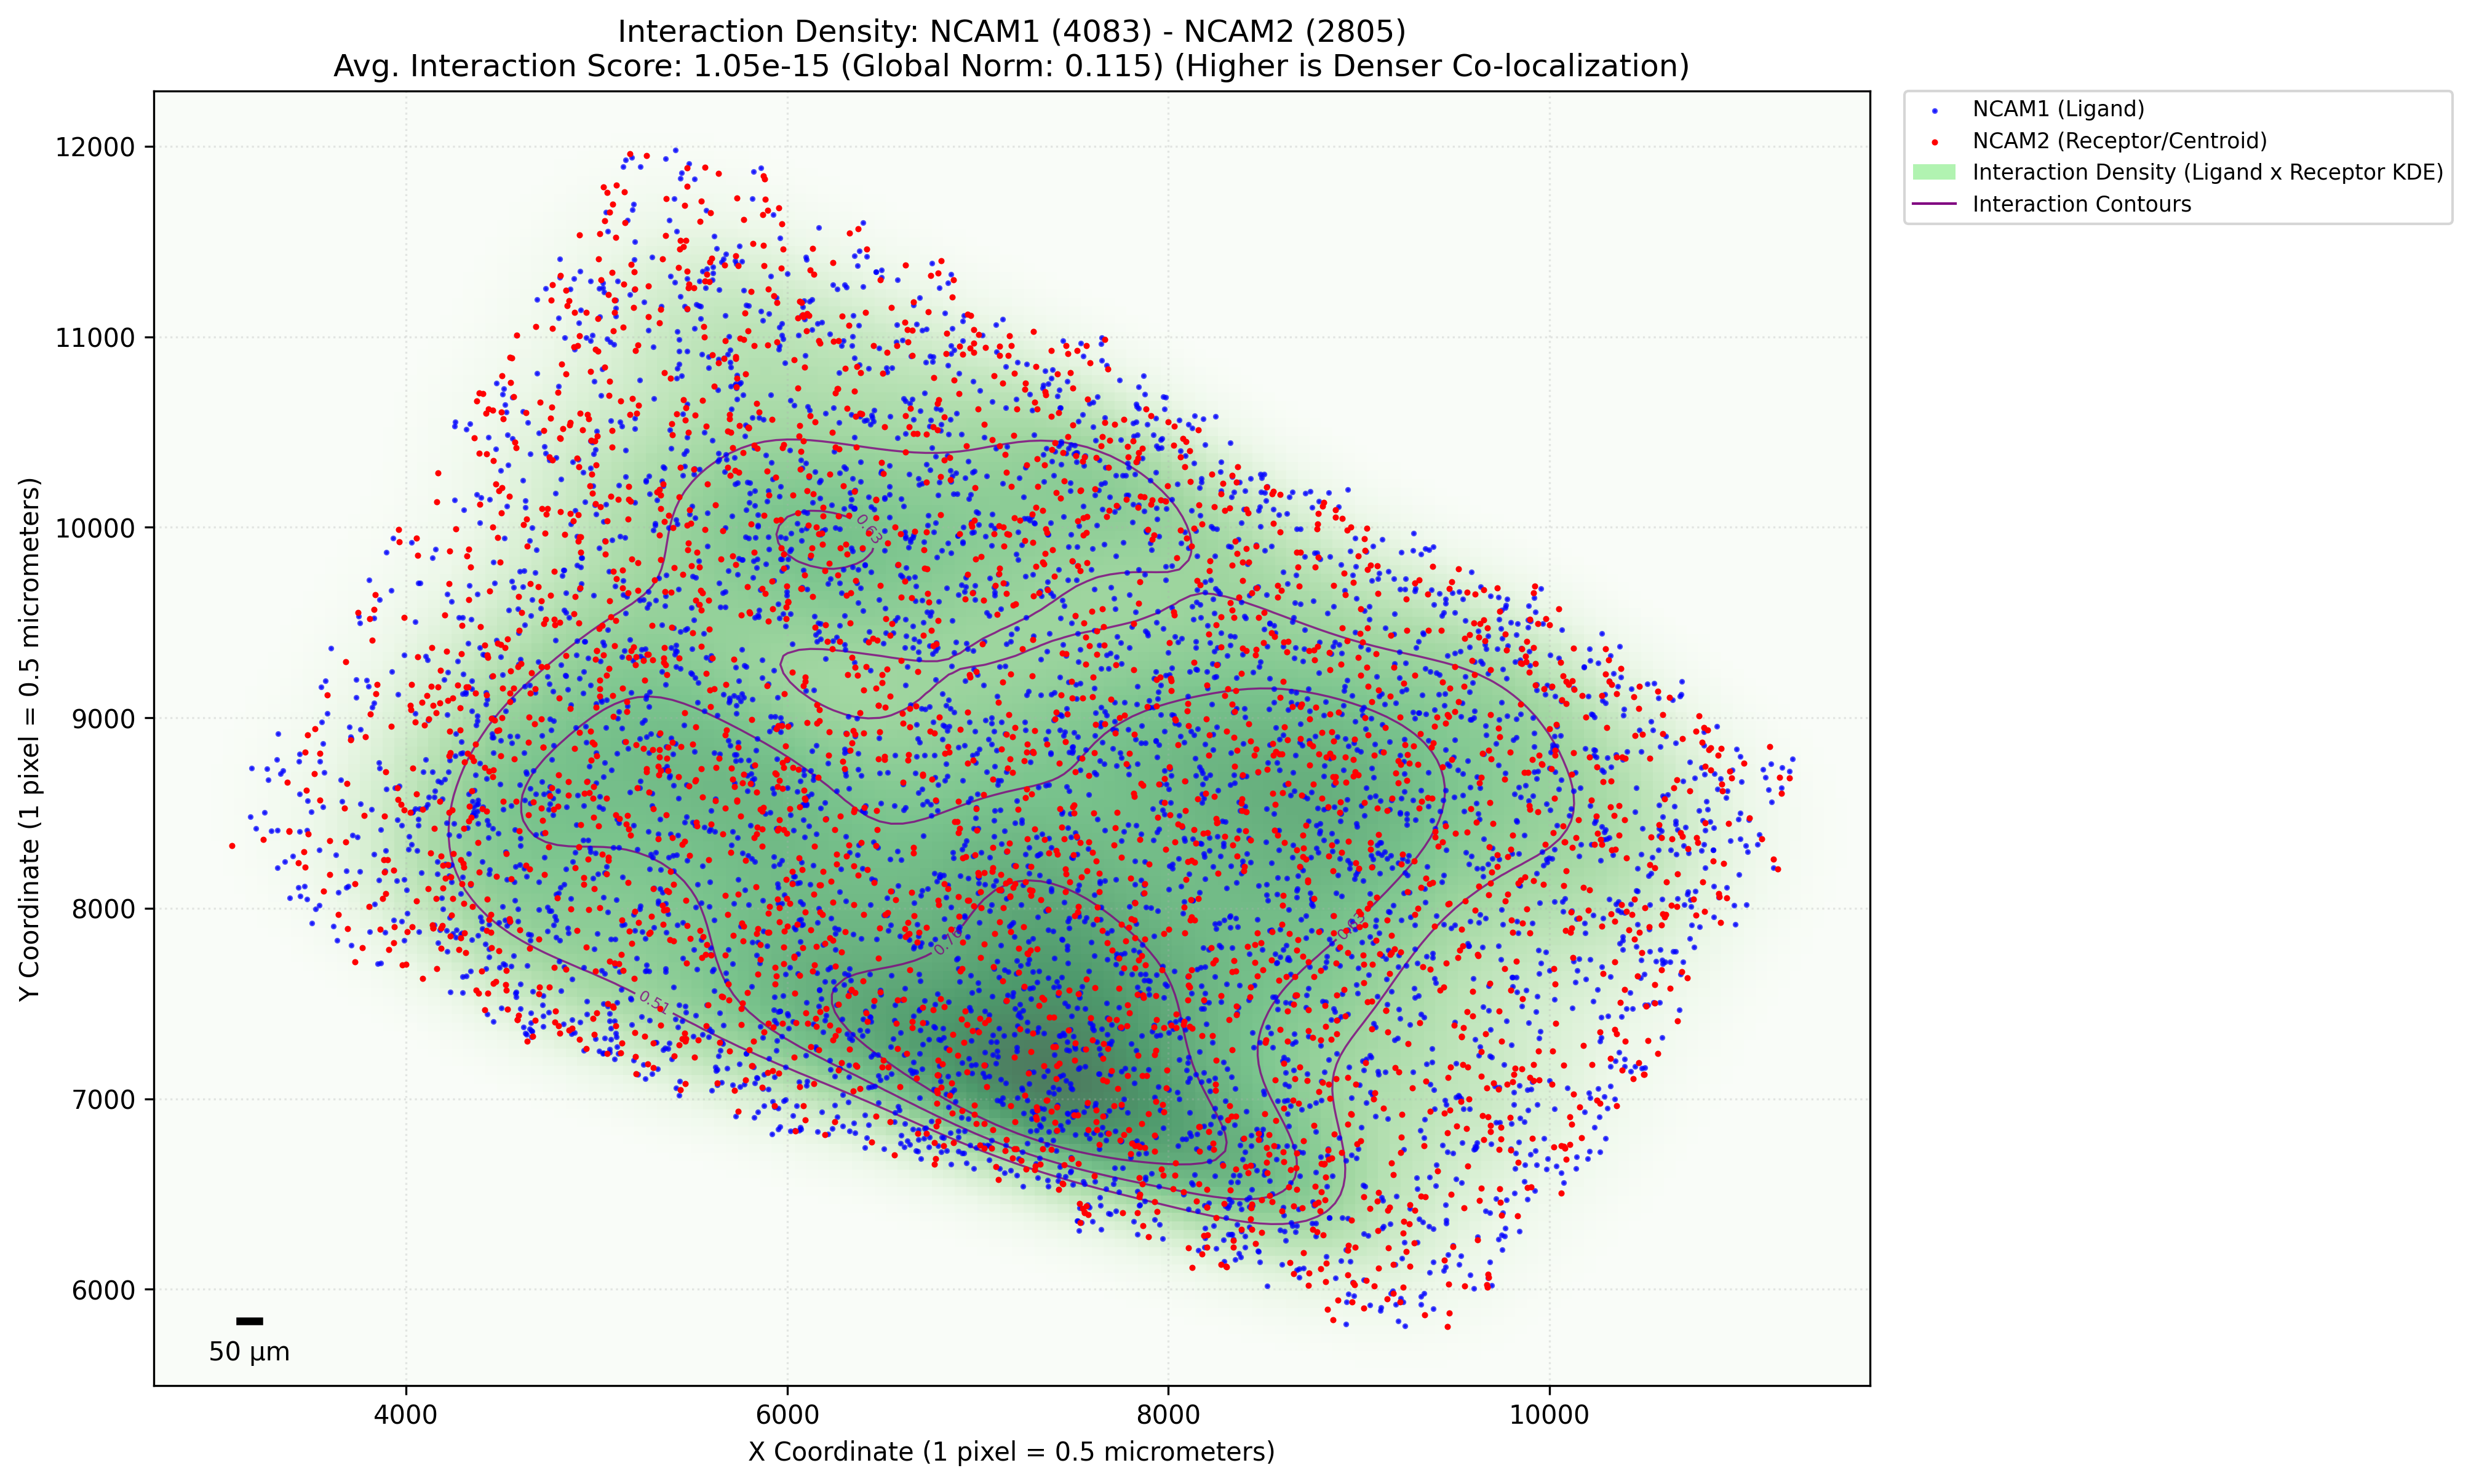 Interaction Density: NCAM1 (4083) - NCAM2 (2805)
Avg. Interaction Score: 1.05e-15 (Global Norm: 0.115) (Higher is Denser Co-localization)
NCAM1 (Ligand)
NCAM2 (Receptor/Centroid)
Interaction Density (Ligand x Receptor KDE)
Interaction Contours
12000
11000
10000
9000
8000
7000
6000
Y Coordinate (1 pixel = 0.5 micrometers)
0.63
0.63
0.51
50 μm
4000
6000
8000
10000
X Coordinate (1 pixel = 0.5 micrometers)